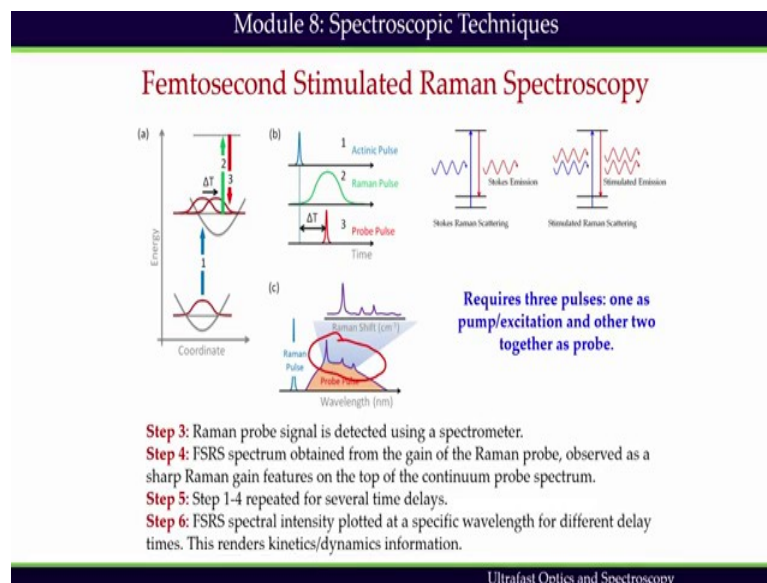 Module 8: Spectroscopic Techniques
Femtosecond Stimulated Raman Spectroscopy
(a)
Energy
Coordinate
ΔT
1
2
3
(b)
1
Actinic Pulse
2
Raman Pulse
ΔT
3
Probe Pulse
Time
Stokes Emission
Stokes Raman Scattering
Stimulated Emission
Stimulated Raman Scattering
(c)
Raman Shift (cm⁻¹)
Raman
Pulse
Probe Pulse
Wavelength (nm)
Requires three pulses: one as
pump/excitation and other two
together as probe.
Step 3: Raman probe signal is detected using a spectrometer.
Step 4: FSRS spectrum obtained from the gain of the Raman probe, observed as a
sharp Raman gain features on the top of the continuum probe spectrum.
Step 5: Step 1-4 repeated for several time delays.
Step 6: FSRS spectral intensity plotted at a specific wavelength for different delay
times. This renders kinetics/dynamics information.
Ultrafast Optics and Spectroscopy